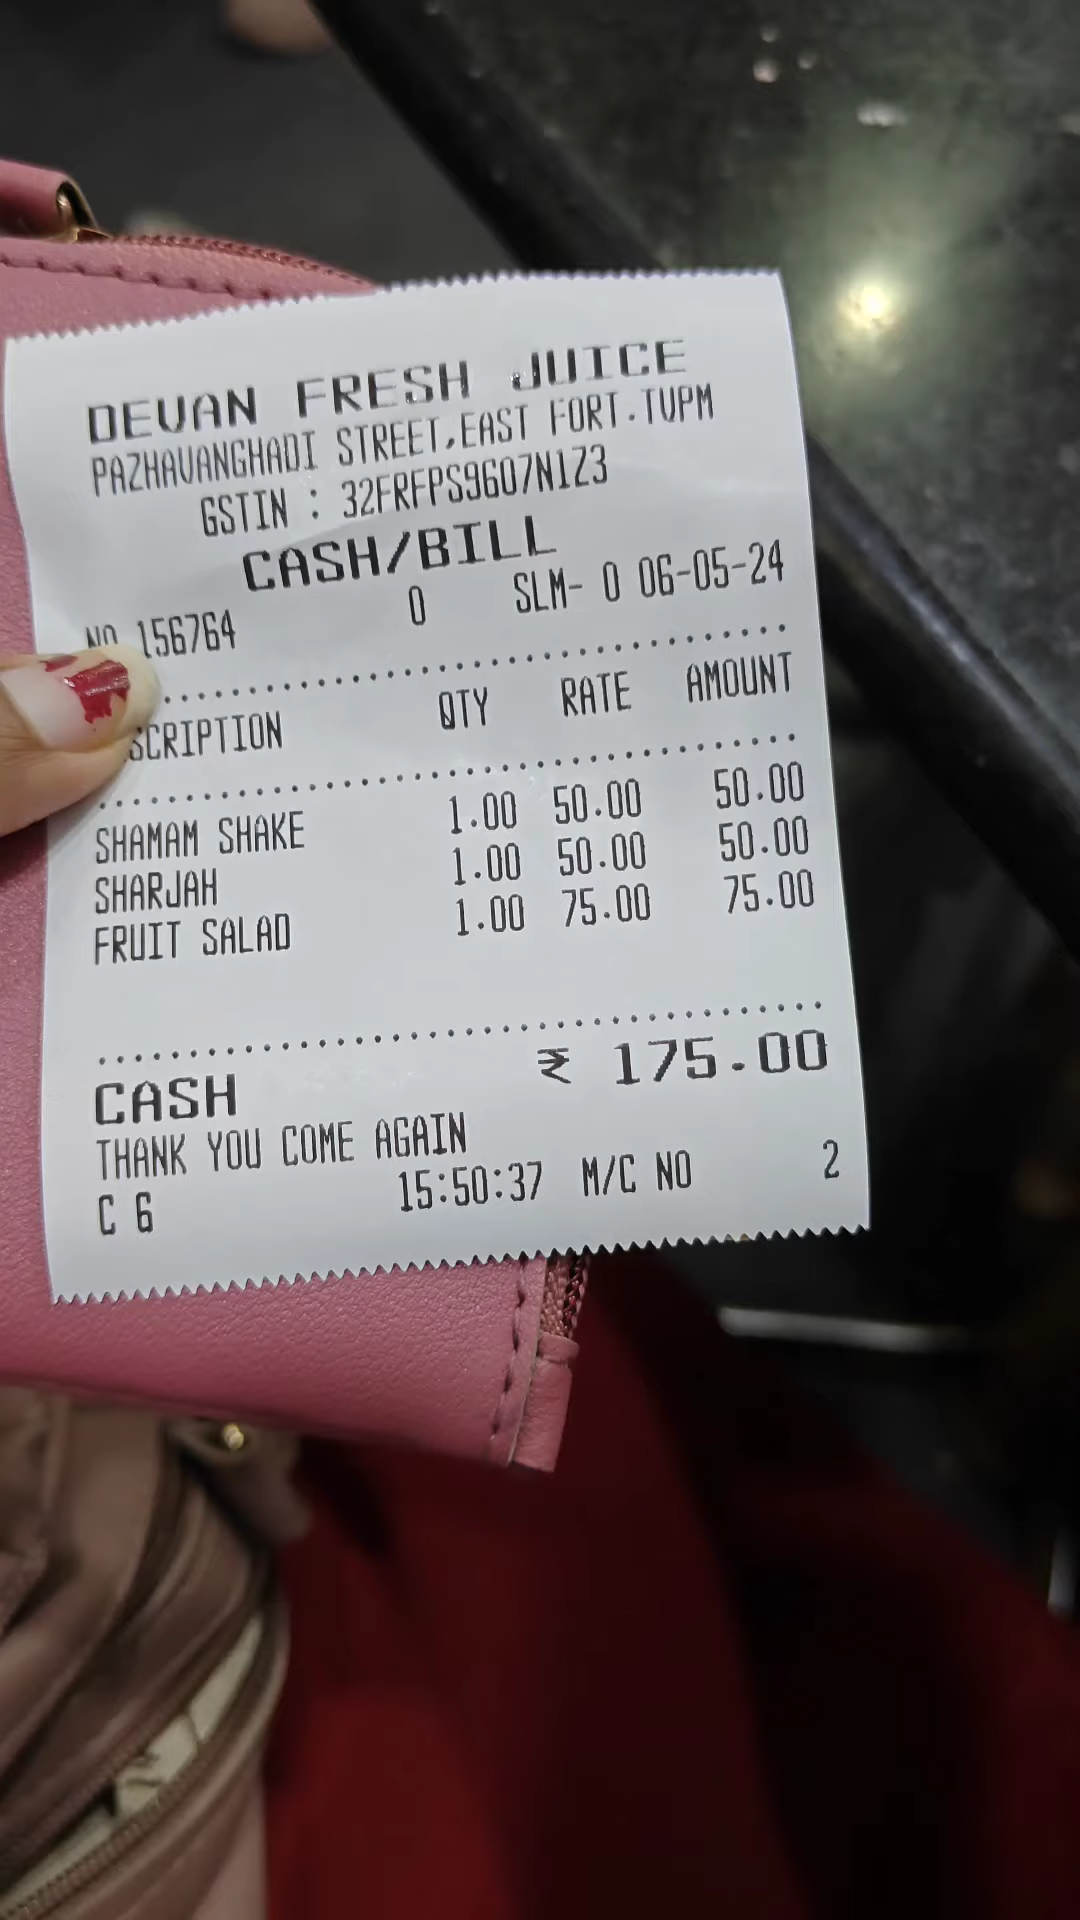 DEVAN FRESH JUICE
PAZHAVANGHADI STREET,EAST FORT.TVPM
GSTIN : 32FRFPS9607N1Z3
CASH/BILL
NO 156764 0 SLM- 0 06-05-24
SCRIPTION QTY RATE AMOUNT
SHAMAM SHAKE 1.00 50.00 50.00
SHARJAH 1.00 50.00 50.00
FRUIT SALAD 1.00 75.00 75.00
CASH ₹ 175.00
THANK YOU COME AGAIN
C 6 15:50:37 M/C NO 2